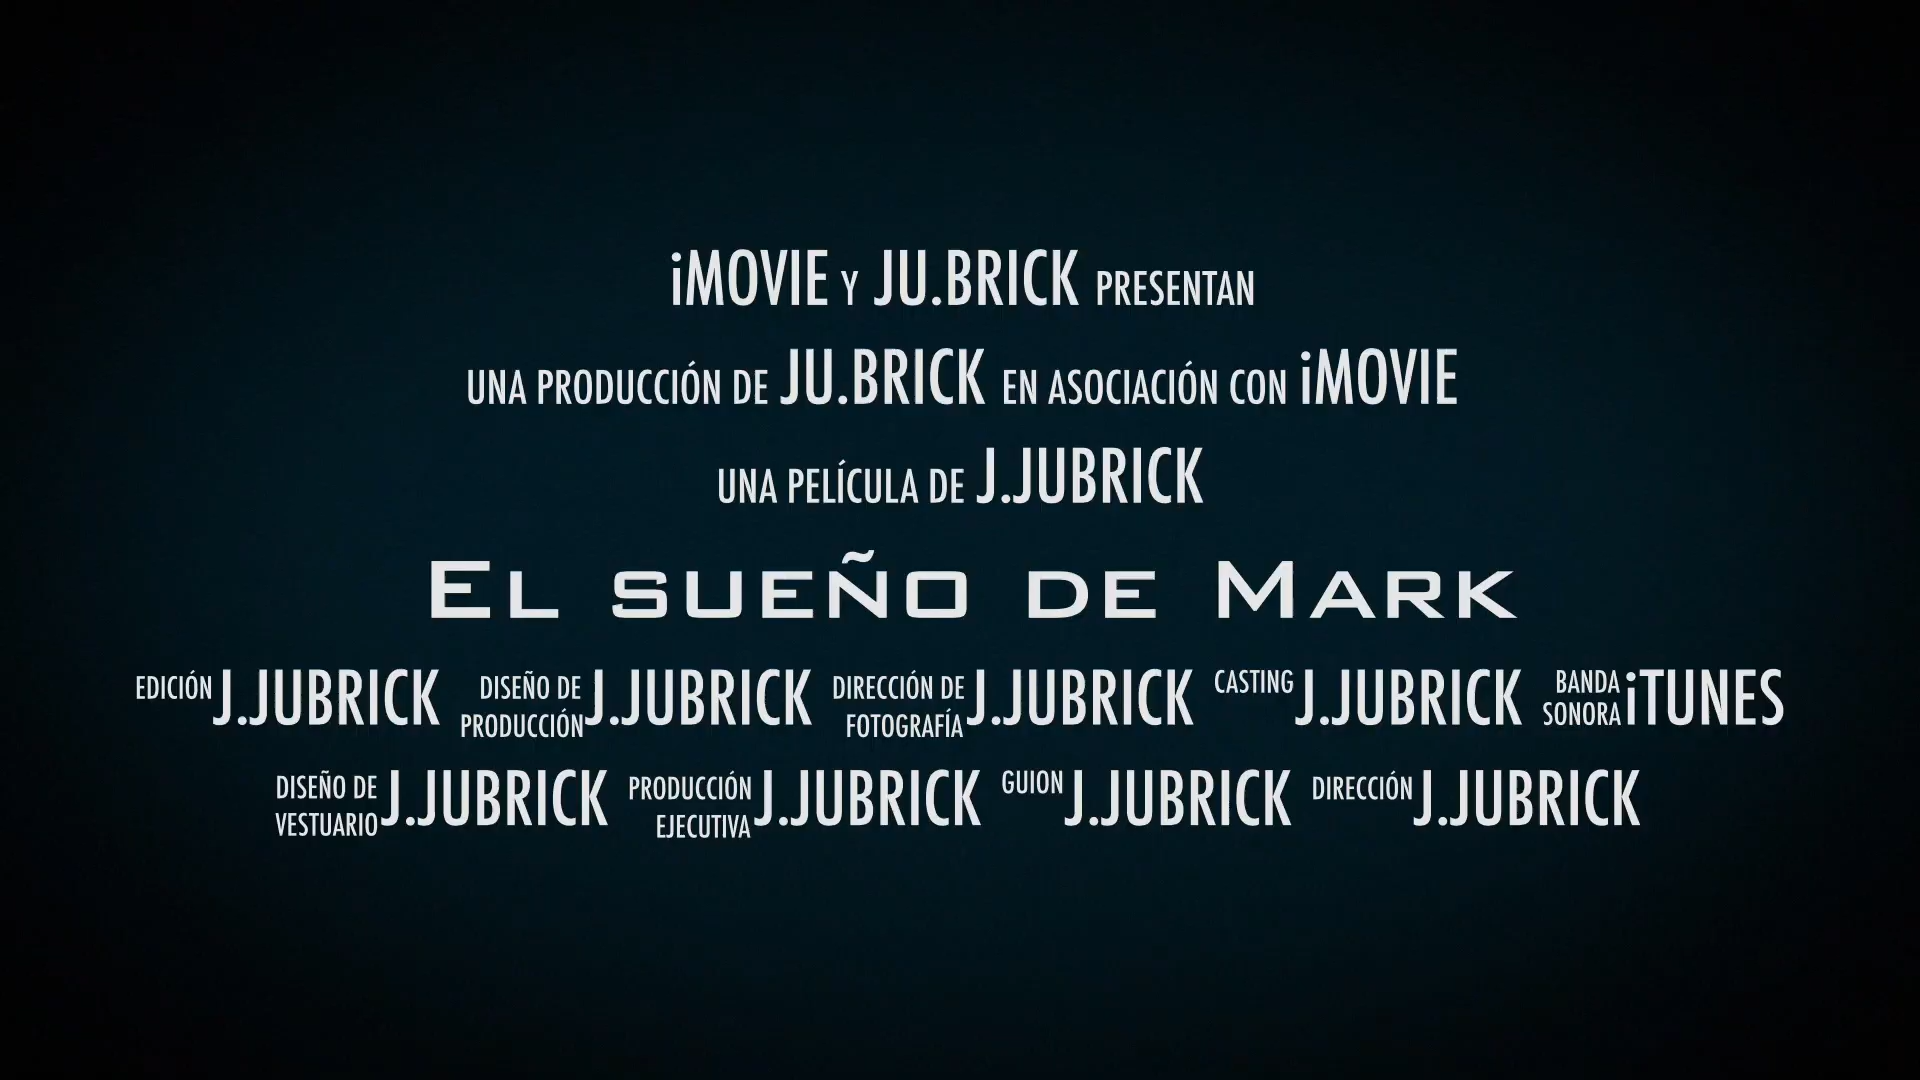 iMOVIE Y JU.BRICK PRESENTAN
UNA PRODUCCIÓN DE JU.BRICK EN ASOCIACIÓN CON iMOVIE
UNA PELÍCULA DE J.JUBRICK
EL SUEÑO DE MARK
EDICIÓN J.JUBRICK DISEÑO DE PRODUCCIÓN J.JUBRICK DIRECCIÓN DE FOTOGRAFÍA J.JUBRICK CASTING J.JUBRICK BANDA SONORA iTUNES
DISEÑO DE VESTUARIO J.JUBRICK PRODUCCIÓN EJECUTIVA J.JUBRICK GUION J.JUBRICK DIRECCIÓN J.JUBRICK